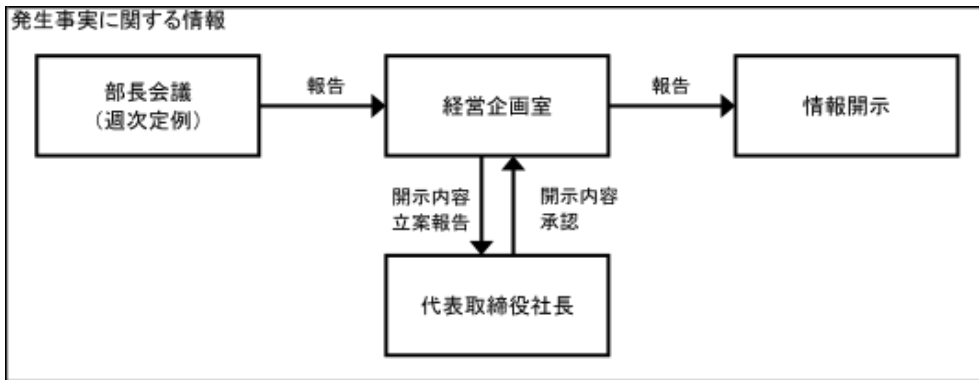 発生事実に関する情報
部長会議
（週次定例）
報告
経営企画室
報告
情報開示
開示内容
立案報告
開示内容
承認
代表取締役社長